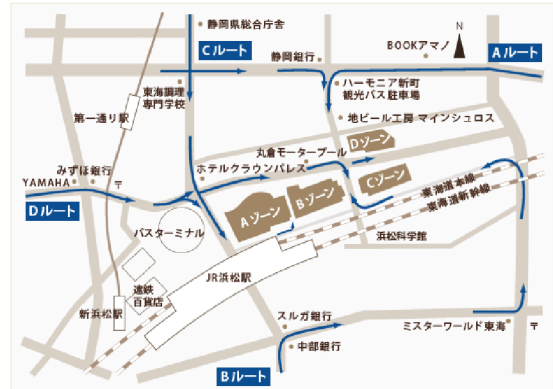 静岡県総合庁舎
N
BOOKアマノ
Cルート
静岡銀行
Aルート
東海調理
専門学校
ハーモニア新町
観光バス駐車場
第一通り駅
地ビール工房 マインシュロス
丸倉モータープール
Dゾーン
みずほ銀行
ホテルクラウンパレス
YAMAHA
〒
Cゾーン
東海道本線
東海道新幹線
Bゾーン
Aゾーン
Dルート
バスターミナル
浜松科学館
遠鉄
百貨店
JR浜松駅
新浜松駅
スルガ銀行
ミスターワールド東海
〒
中部銀行
Bルート